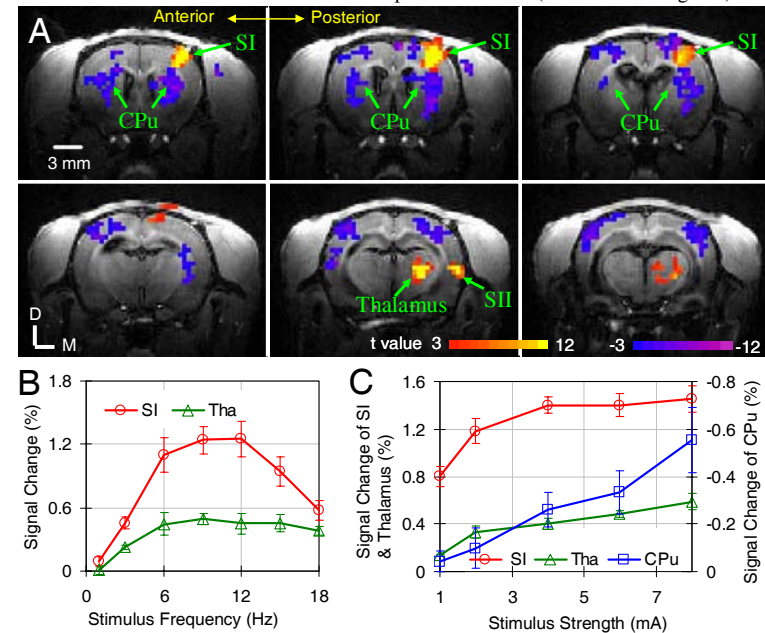 Anterior Posterior
A
SI SI SI
CPu CPu CPu
3 mm
Thalamus SII
D
M
t value 3 12 -3 -12
B
C
1.8
1.2
0.6
0
Signal Change (%)
SI Tha
0 6 12 18
Stimulus Frequency (Hz)
1.6
1.2
0.8
0.4
0
Signal Change of SI
& Thalamus (%)
-0.8
-0.6
-0.4
-0.2
0
Signal Change of CPu (%)
SI Tha CPu
1 3 5 7
Stimulus Strength (mA)